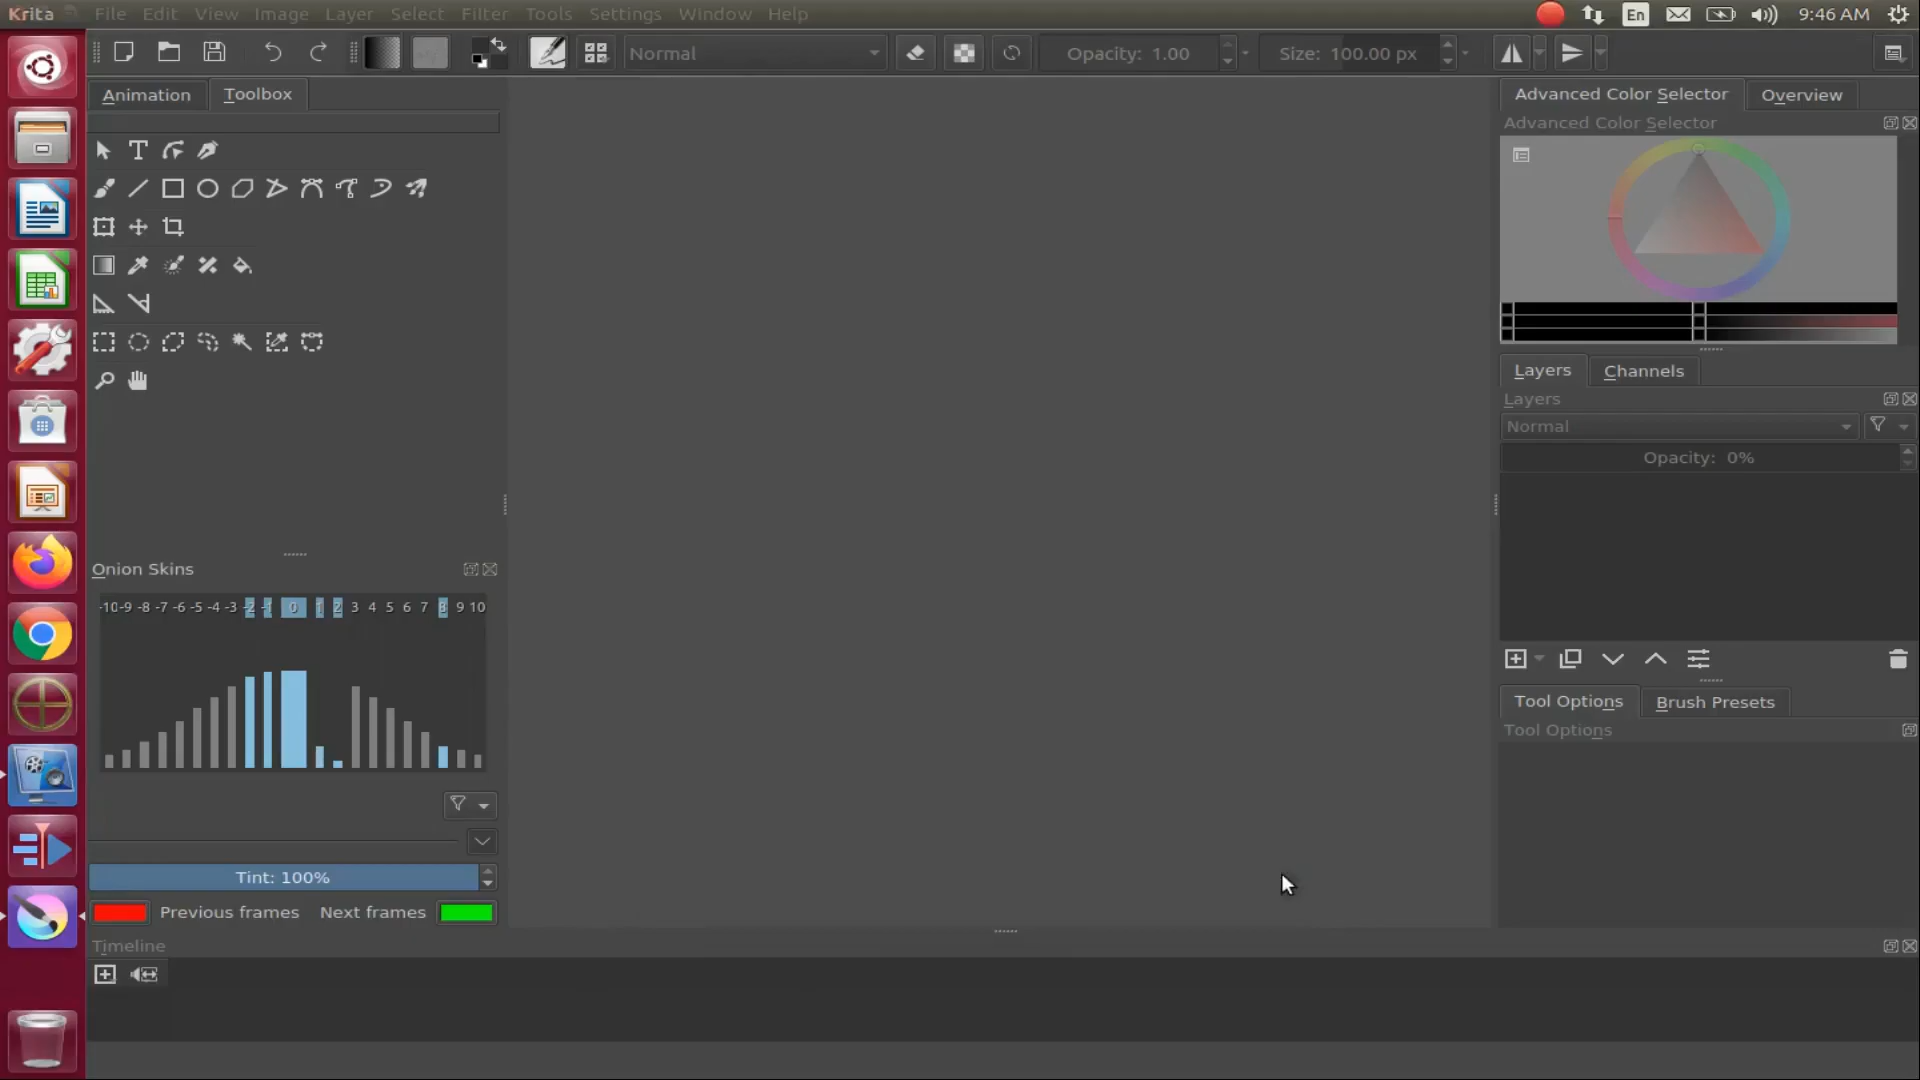 Krita File Edit View Image Layer Select Filter Tools Settings Window Help En 9:46 AM
Normal Opacity: 1.00 Size: 100.00 px
Animation Toolbox
Advanced Color Selector Overview
Advanced Color Selector
Layers Channels
Layers
Normal
Opacity: 0%
Onion Skins
-10 -9 -8 -7 -6 -5 -4 -3 -2 -1 0 1 2 3 4 5 6 7 8 9 10
Tool Options Brush Presets
Tool Options
Tint: 100%
Previous frames Next frames
Timeline